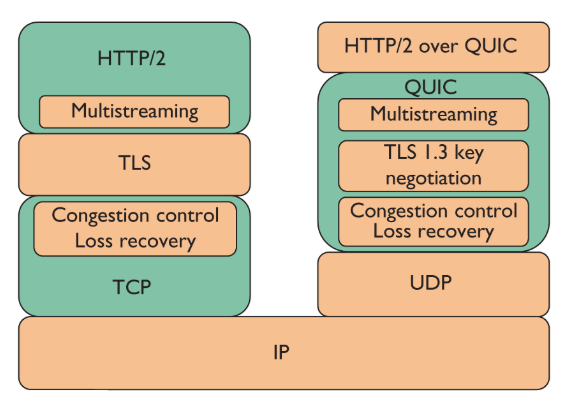 HTTP/2
Multistreaming
TLS
Congestion control
Loss recovery
TCP
HTTP/2 over QUIC
QUIC
Multistreaming
TLS 1.3 key
negotiation
Congestion control
Loss recovery
UDP
IP